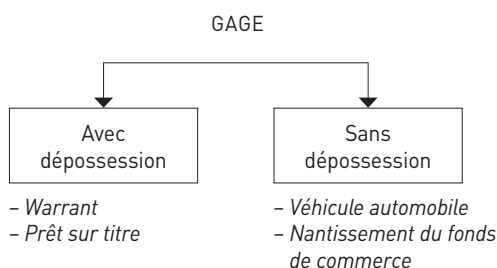 GAGE
Avec
dépossession
– Warrant
– Prêt sur titre
Sans
dépossession
– Véhicule automobile
– Nantissement du fonds
de commerce